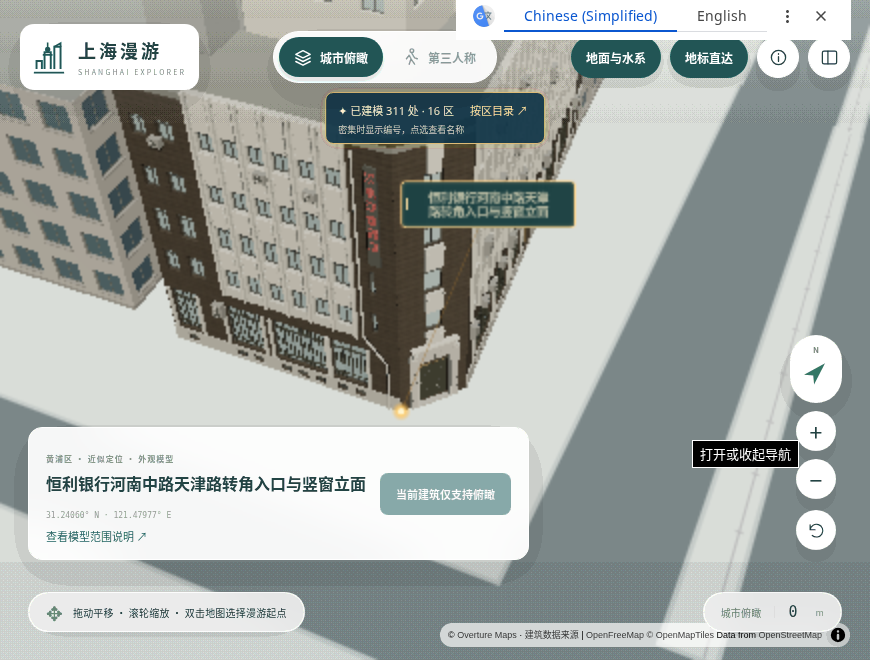 Chinese (Simplified)
English
上海漫游
SHANGHAI EXPLORER
城市俯瞰
第三人称
地面与水系
地标直达
✦ 已建模 311 处 · 16 区 按区目录 ↗
密集时显示编号，点选查看名称
恒利银行河南中路天津
路转角入口与竖窗立面
N
打开或收起导航
黄浦区 · 近似定位 · 外观模型
恒利银行河南中路天津路转角入口与竖窗立面
当前建筑仅支持俯瞰
31.24060° N · 121.47977° E
查看模型范围说明 ↗
拖动平移 · 滚轮缩放 · 双击地图选择漫游起点
城市俯瞰 0 m
© Overture Maps · 建筑数据来源 | OpenFreeMap © OpenMapTiles Data from OpenStreetMap